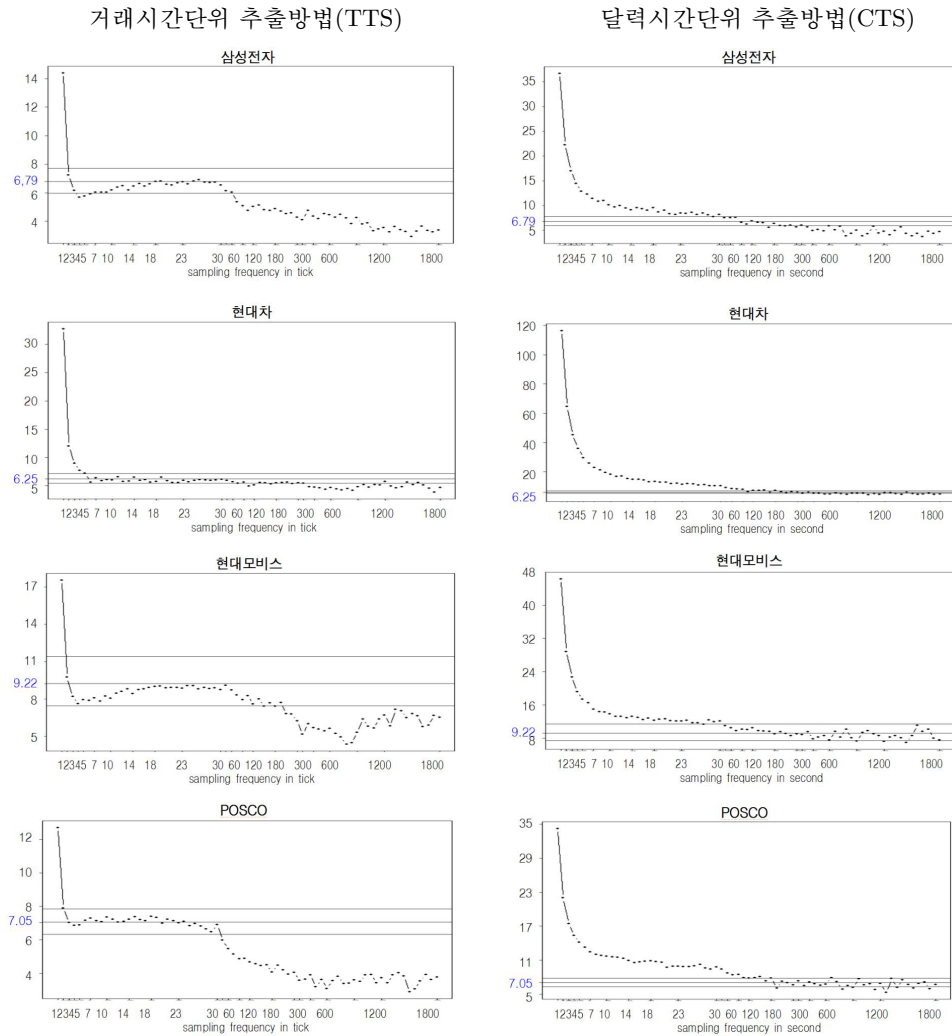 거래시간단위 추출방법(TTS)
달력시간단위 추출방법(CTS)
삼성전자
14
12
10
8
6.79
6
4
12345 7 10 14 18 23 30 60 120 180 300 600 1200 1800
sampling frequency in tick
삼성전자
35
30
25
20
15
10
6.79
5
12345 7 10 14 18 23 30 60 120 180 300 600 1200 1800
sampling frequency in second
현대차
30
25
20
15
10
6.25
5
12345 7 10 14 18 23 30 60 120 180 300 600 1200 1800
sampling frequency in tick
현대차
120
100
80
60
40
20
6.25
12345 7 10 14 18 23 30 60 120 180 300 600 1200 1800
sampling frequency in second
현대모비스
17
14
11
9.22
8
5
12345 7 10 14 18 23 30 60 120 180 300 600 1200 1800
sampling frequency in tick
현대모비스
48
40
32
24
16
9.22
8
12345 7 10 14 18 23 30 60 120 180 300 600 1200 1800
sampling frequency in second
POSCO
12
10
8
7.05
6
4
12345 7 10 14 18 23 30 60 120 180 300 600 1200 1800
sampling frequency in tick
POSCO
35
29
23
17
11
7.05
5
12345 7 10 14 18 23 30 60 120 180 300 600 1200 1800
sampling frequency in second